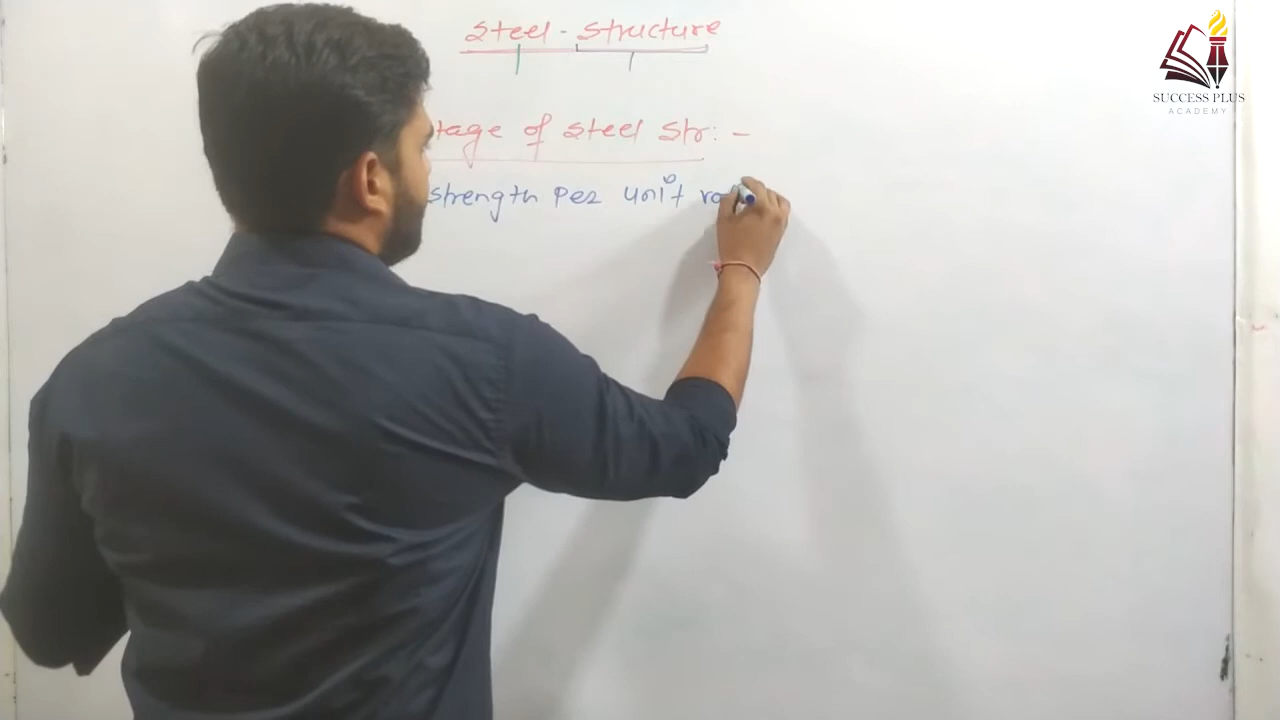 Steel - Structure
tage of Steel Str: -
Strength Per unit
SUCCESS PLUS
ACADEMY